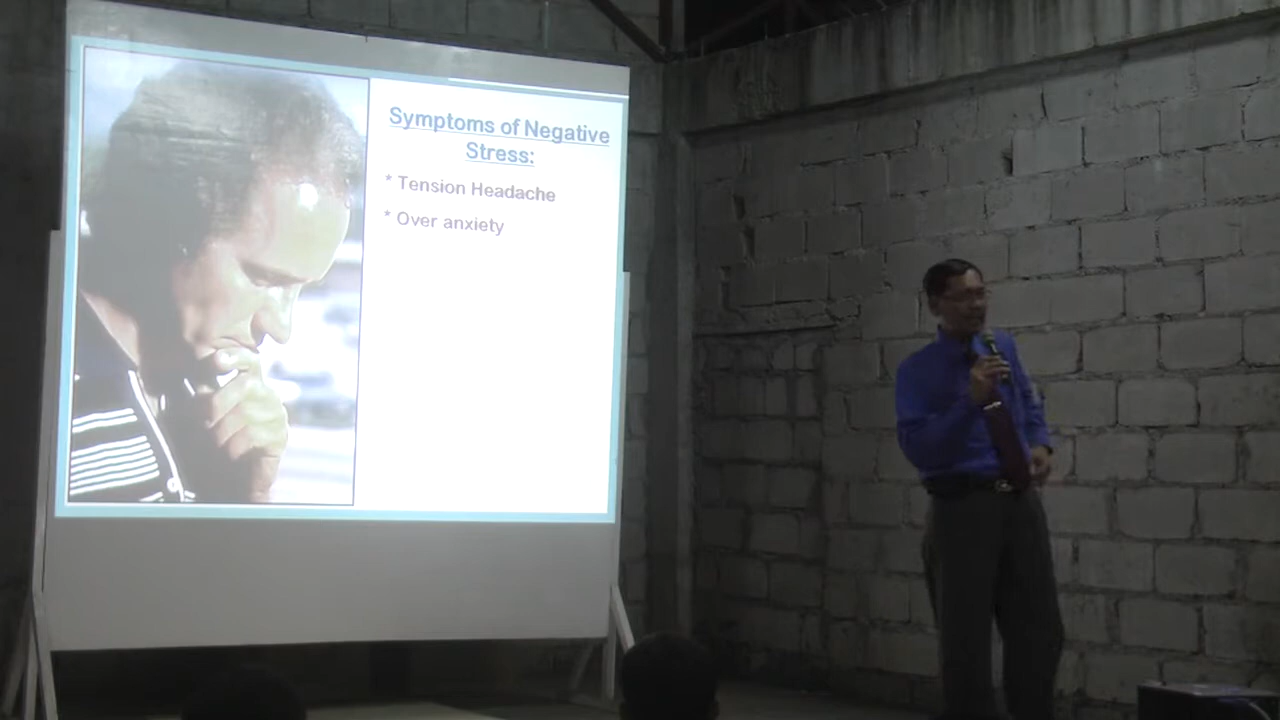 Symptoms of Negative
Stress:
* Tension Headache
* Over anxiety